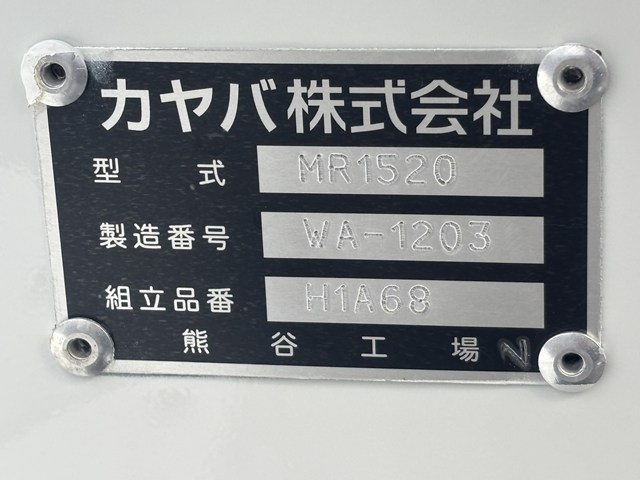 カヤバ株式会社
型式 MR1520
製造番号 WA-1203
組立品番 H1A68
熊谷工場 N